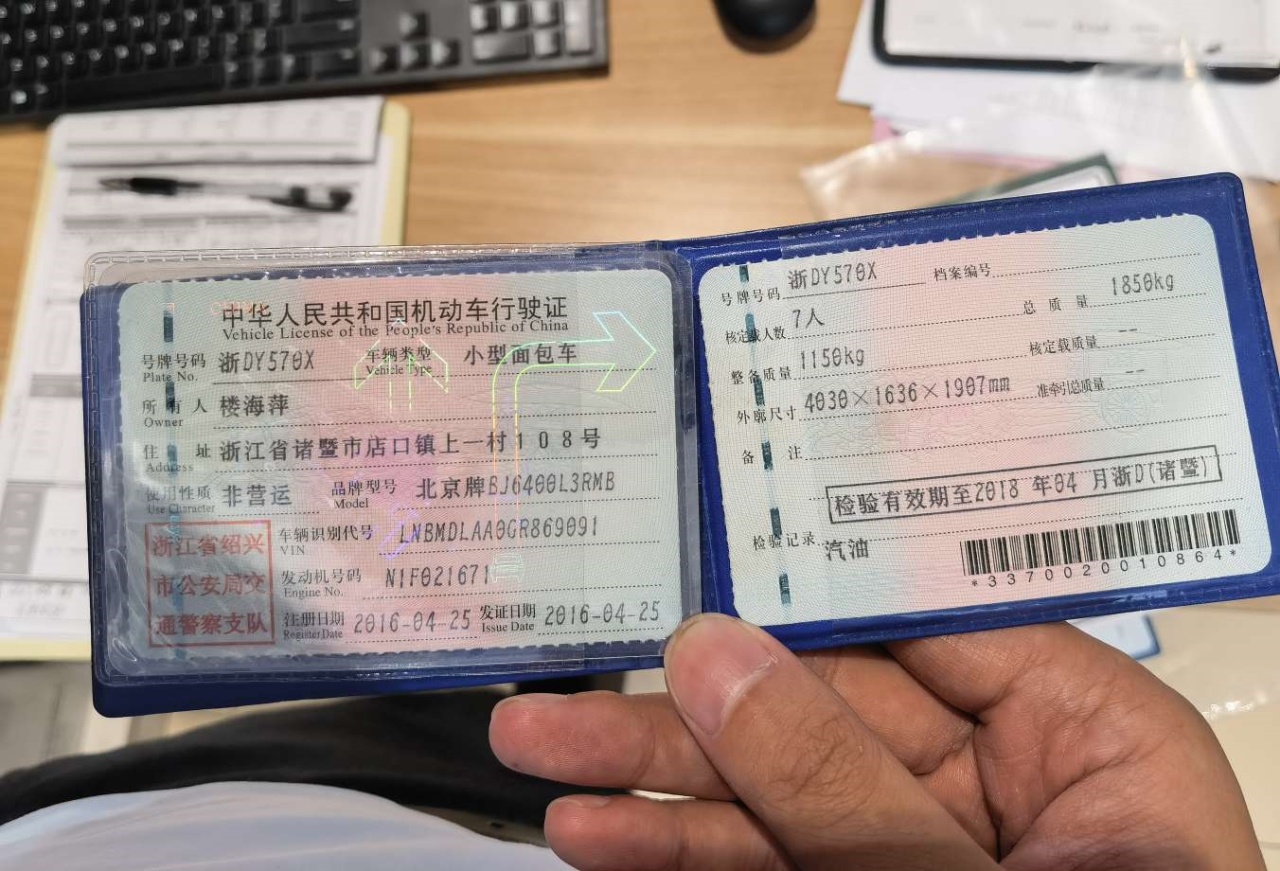 中华人民共和国机动车行驶证
Vehicle License of the People's Republic of China
号牌号码 浙DY570X 车辆类型 小型面包车
Plate No. Vehicle Type
所有人 楼海萍
Owner
住址 浙江省诸暨市店口镇上一村108号
Address
使用性质 非营运 品牌型号 北京牌BJ6400L3RMB
Use Character Model
浙江省绍兴
市公安局交
通警察支队
车辆识别代号 LNBMDLAA0GR869091
VIN
发动机号码 N1F021671
Engine No.
注册日期 2016-04-25 发证日期 2016-04-25
Register Date Issue Date
号牌号码 浙DY570X 档案编号
核定载人数 7人 总质量 1850kg
整备质量 1150kg 核定载质量 --
外廓尺寸 4030×1636×1907mm 准牵引总质量 --
备注
检验有效期至2018年04月浙D(诸暨)
检验记录 汽油
*3370020010864*